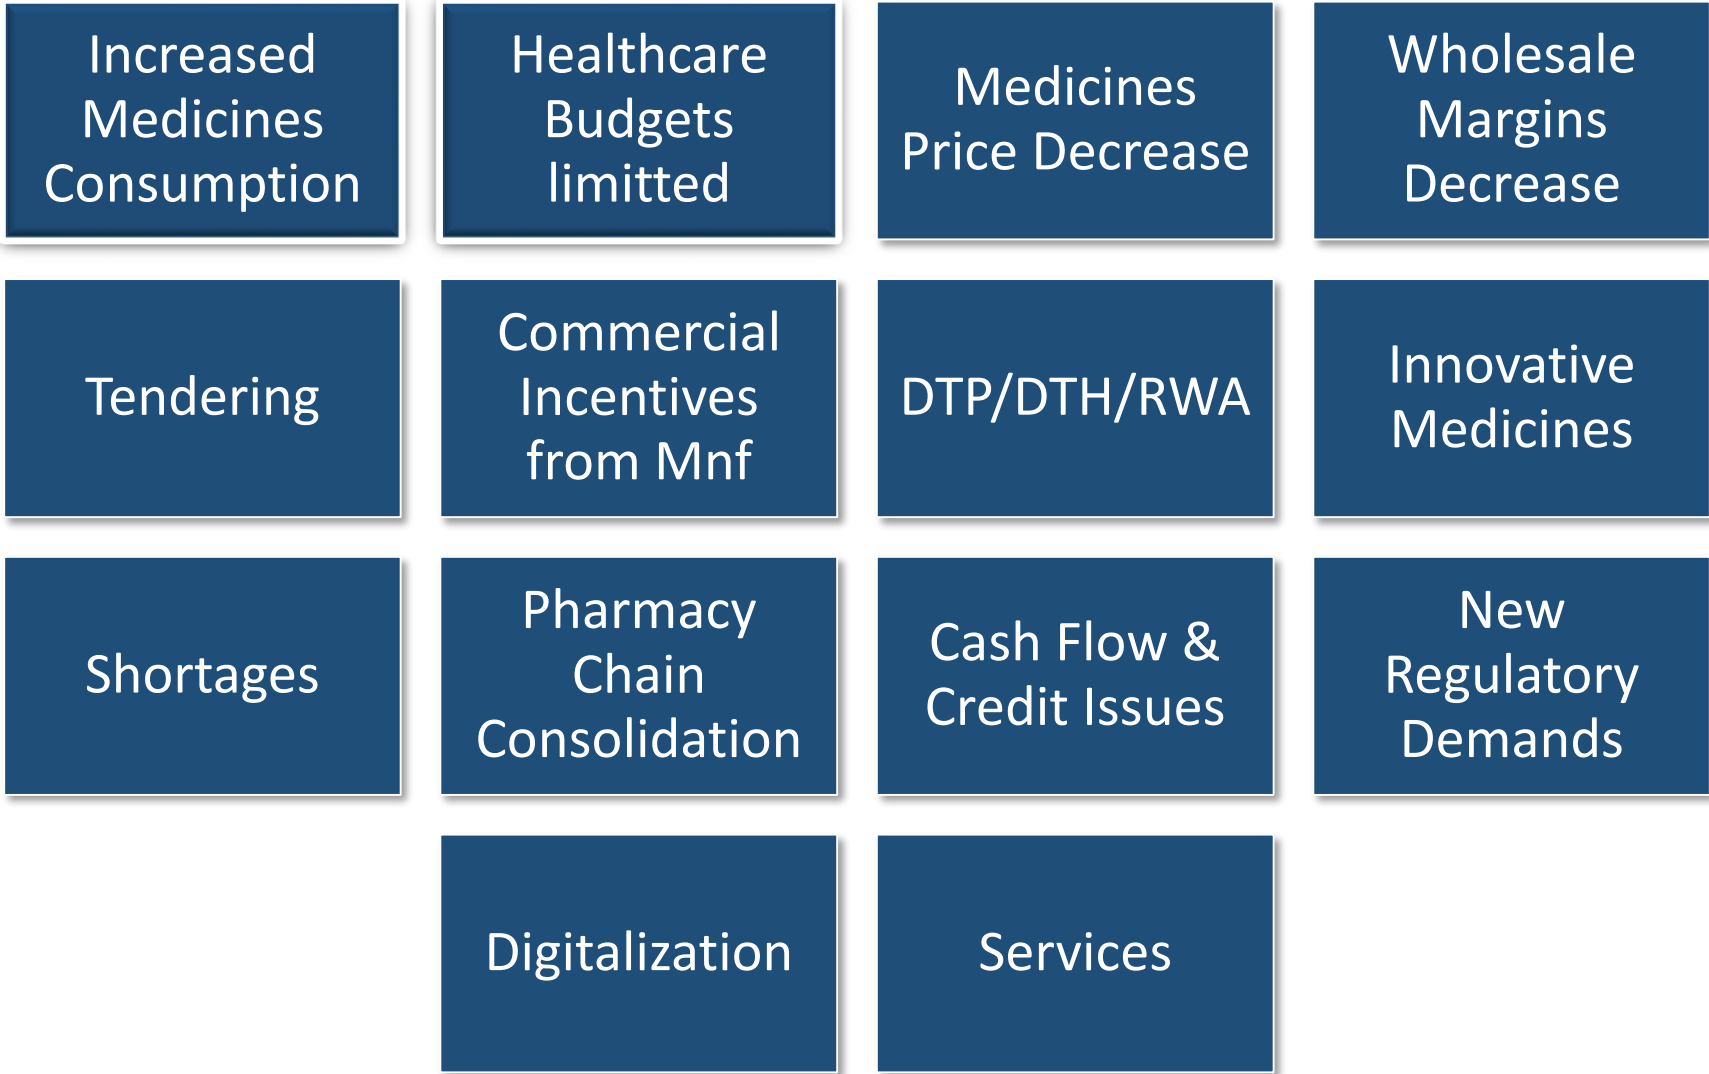 Increased
Medicines
Consumption
Healthcare
Budgets
limitted
Medicines
Price Decrease
Wholesale
Margins
Decrease
Tendering
Commercial
Incentives
from Mnf
DTP/DTH/RWA
Innovative
Medicines
Shortages
Pharmacy
Chain
Consolidation
Cash Flow &
Credit Issues
New
Regulatory
Demands
Digitalization
Services